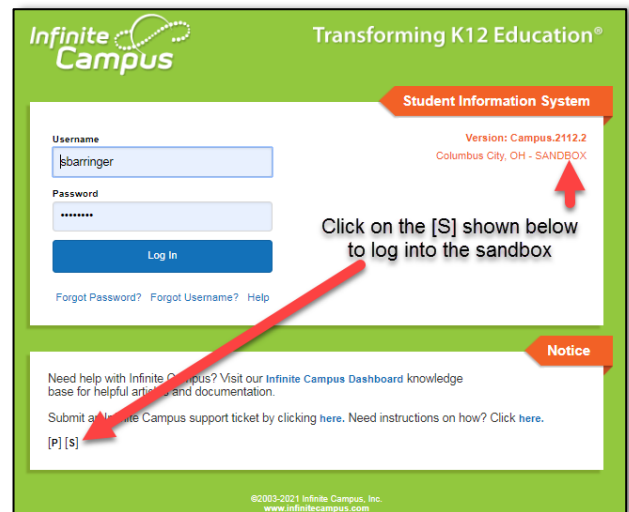 Infinite
Campus
Transforming K12 Education®
Student Information System
Version: Campus.2112.2
Columbus City, OH - SANDBOX
Username
sbarringer
Password
••••••••
Log In
Forgot Password? Forgot Username? Help
Click on the [S] shown below
to log into the sandbox
Notice
Need help with Infinite Campus? Visit our Infinite Campus Dashboard knowledge
base for helpful articles and documentation.
Submit an Infinite Campus support ticket by clicking here. Need instructions on how? Click here.
[P] [S]
©2003-2021 Infinite Campus, Inc.
www.infinitecampus.com